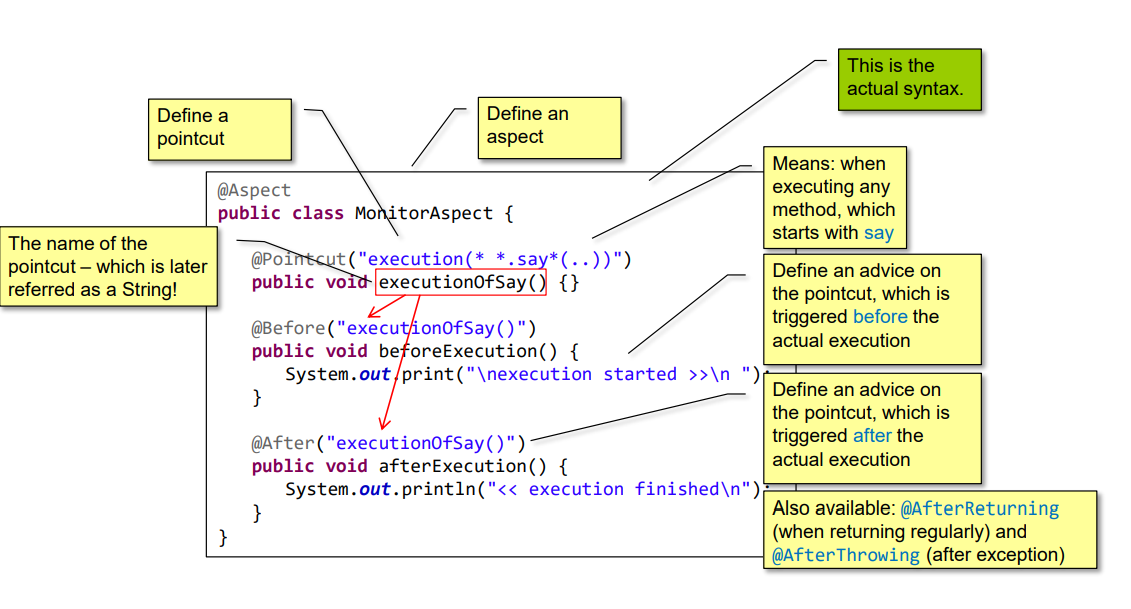 This is the
actual syntax.
Define a
pointcut
Define an
aspect
Means: when
executing any
method, which
starts with say
@Aspect
public class MonitorAspect {
The name of the
pointcut – which is later
referred as a String!
@Pointcut("execution(* *.say*(..))")
public void executionOfSay() {}
Define an advice on
the pointcut, which is
triggered before the
actual execution
@Before("executionOfSay()")
public void beforeExecution() {
System.out.print("\nexecution started >>\n ");
}
Define an advice on
the pointcut, which is
triggered after the
actual execution
@After("executionOfSay()")
public void afterExecution() {
System.out.println("<< execution finished\n");
}
}
Also available: @AfterReturning
(when returning regularly) and
@AfterThrowing (after exception)